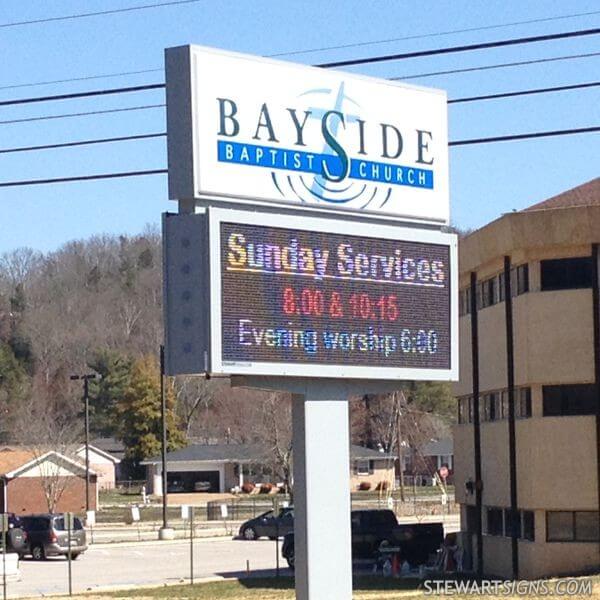 BAYSIDE
BAPTIST CHURCH
Sunday Services
8:00 & 10:15
Evening worship 6:00
STEWARTSIGNS.COM